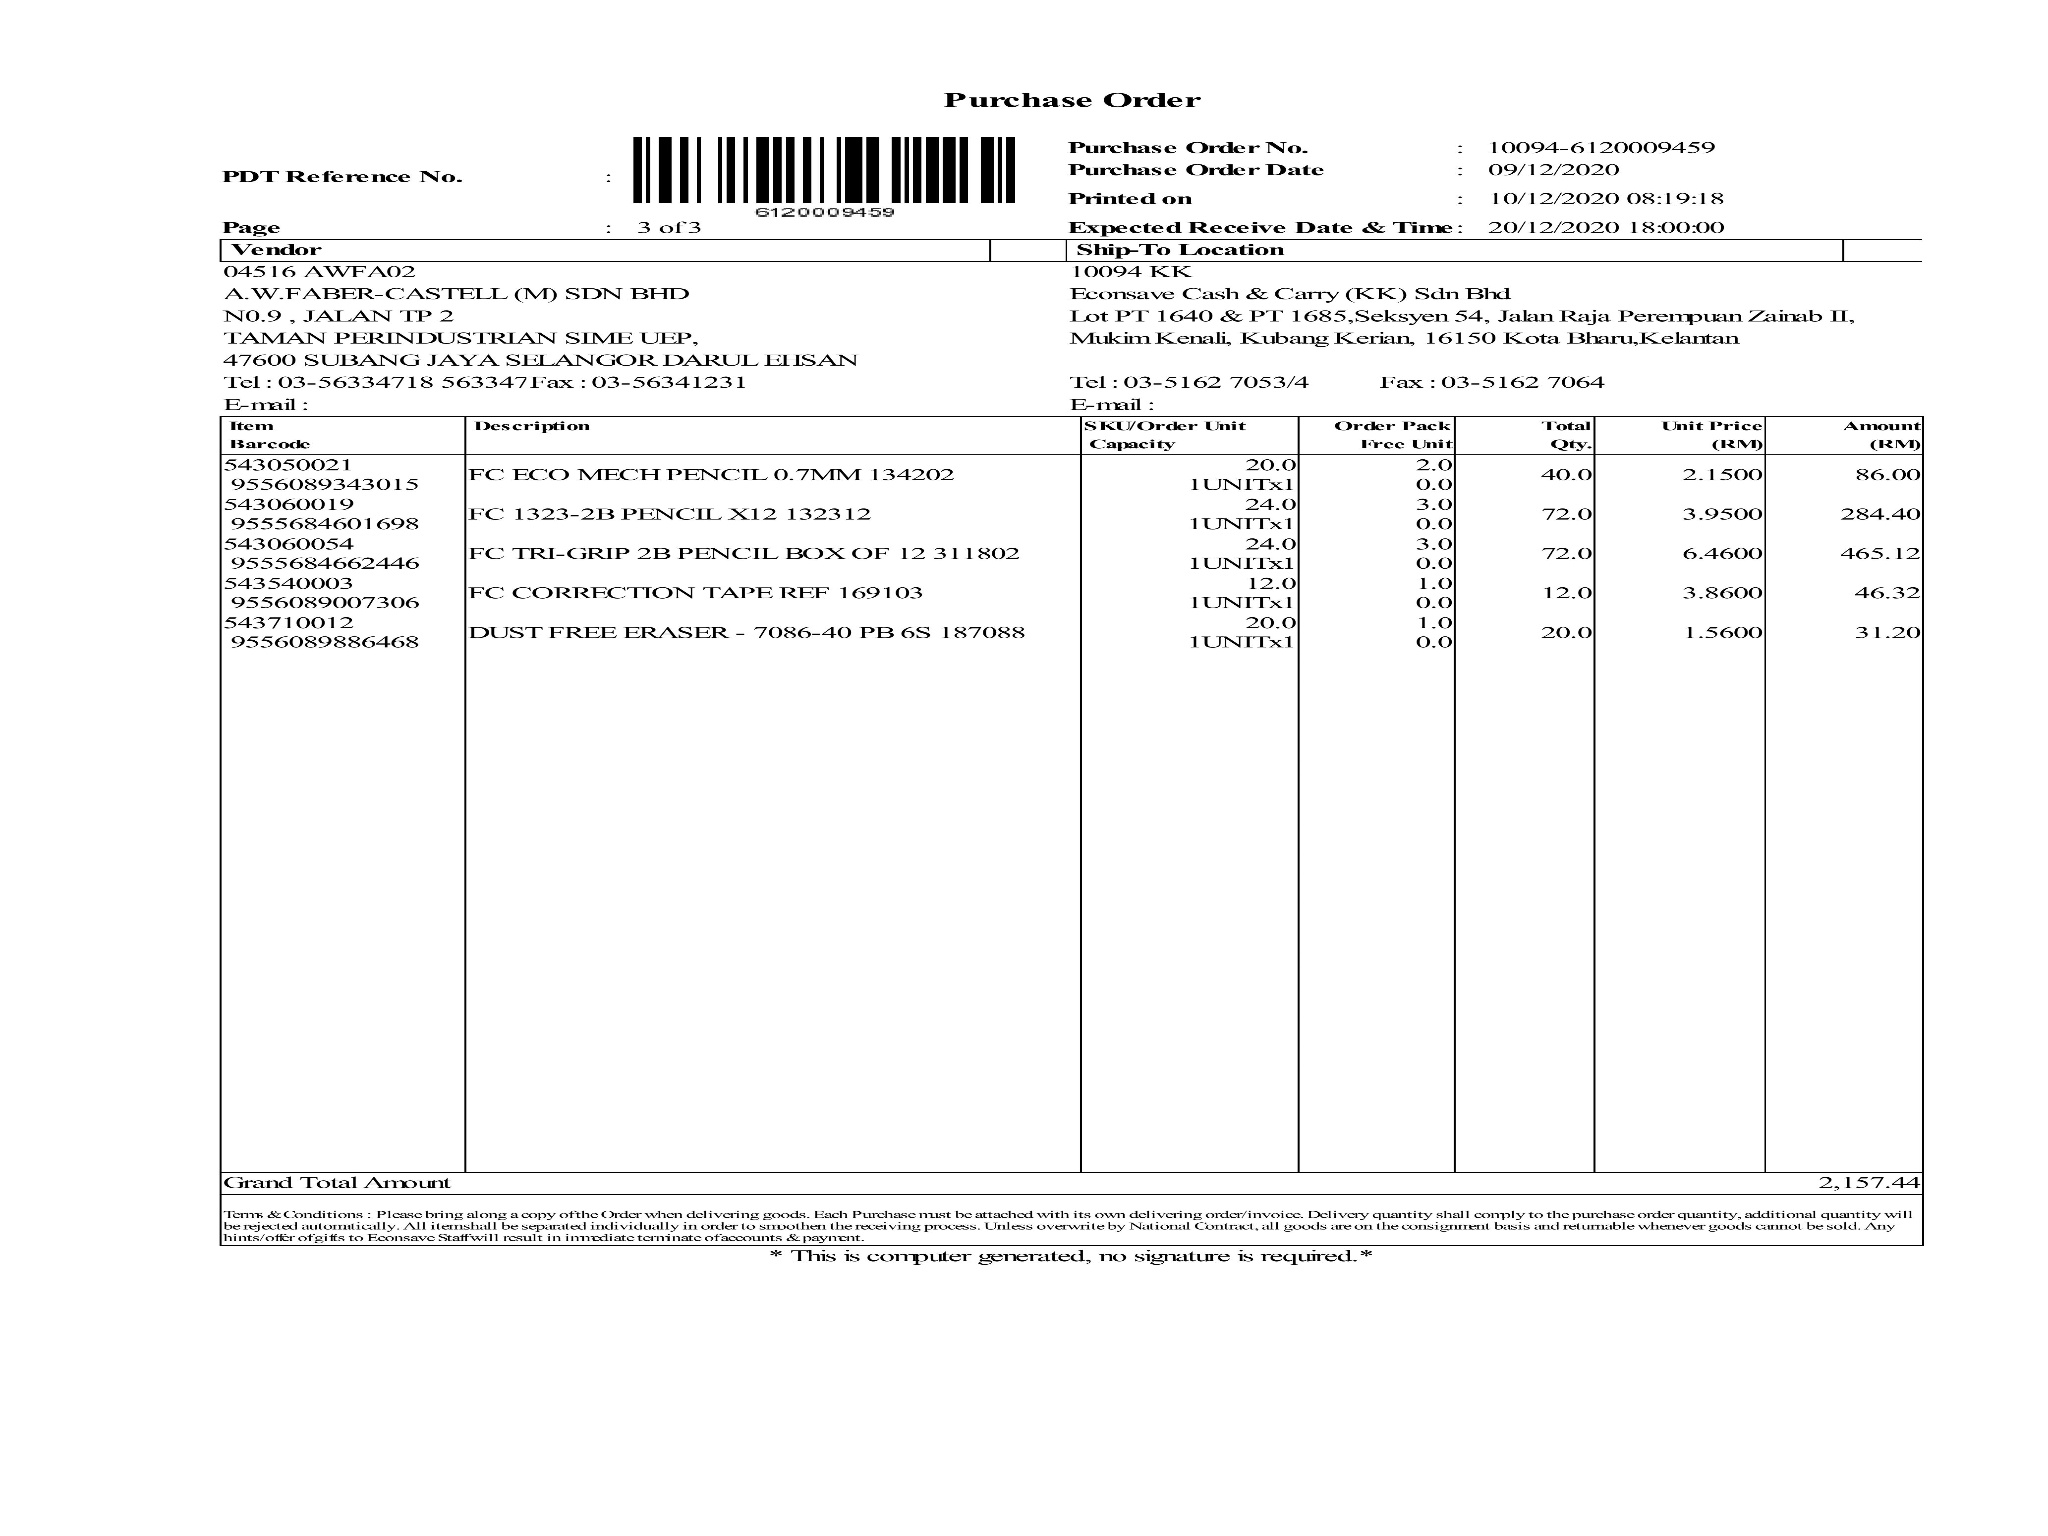 Purchase Order
PDT Reference No. :
6120009459
Page : 3 of 3
Purchase Order No. : 10094-6120009459
Purchase Order Date : 09/12/2020
Printed on : 10/12/2020 08:19:18
Expected Receive Date & Time : 20/12/2020 18:00:00
Vendor
04516 AWFA02
A.W.FABER-CASTELL (M) SDN BHD
N0.9 , JALAN TP 2
TAMAN PERINDUSTRIAN SIME UEP,
47600 SUBANG JAYA SELANGOR DARUL EHSAN
Tel : 03-56334718 563347Fax : 03-56341231
E-mail :
Ship-To Location
10094 KK
Econsave Cash & Carry (KK) Sdn Bhd
Lot PT 1640 & PT 1685,Seksyen 54, Jalan Raja Perempuan Zainab II,
Mukim Kenali, Kubang Kerian, 16150 Kota Bharu,Kelantan
Tel : 03-5162 7053/4 Fax : 03-5162 7064
E-mail :
Item Description SKU/Order Unit Order Pack Total Unit Price Amount
Barcode Capacity Free Unit Qty. (RM) (RM)
543050021 20.0 2.0
FC ECO MECH PENCIL 0.7MM 134202 40.0 2.1500 86.00
9556089343015 1UNITx1 0.0
543060019 24.0 3.0
FC 1323-2B PENCIL X12 132312 72.0 3.9500 284.40
9555684601698 1UNITx1 0.0
543060054 24.0 3.0
FC TRI-GRIP 2B PENCIL BOX OF 12 311802 72.0 6.4600 465.12
9555684662446 1UNITx1 0.0
543540003 12.0 1.0
FC CORRECTION TAPE REF 169103 12.0 3.8600 46.32
9556089007306 1UNITx1 0.0
543710012 20.0 1.0
DUST FREE ERASER - 7086-40 PB 6S 187088 20.0 1.5600 31.20
9556089886468 1UNITx1 0.0
Grand Total Amount 2,157.44
Terms & Conditions : Please bring along a copy of the Order when delivering goods. Each Purchase must be attached with its own delivering order/invoice. Delivery quantity shall comply to the purchase order quantity, additional quantity will
be rejected automatically. All item shall be separated individually in order to smoothen the receiving process. Unless overwrite by National Contract, all goods are on the consignment basis and returnable whenever goods cannot be sold. Any
hints/offer of gifts to Econsave Staff will result in immediate terminate of accounts & payment.
* This is computer generated, no signature is required.*